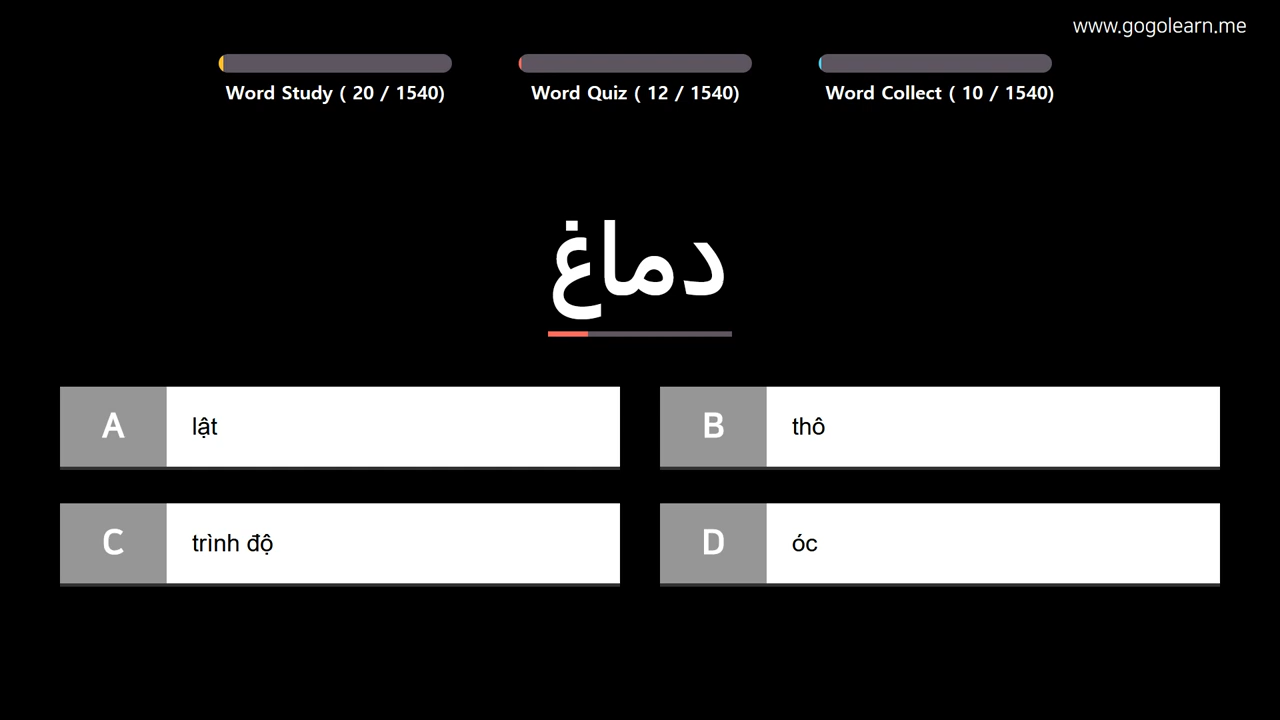 www.gogolearn.me
Word Study ( 20 / 1540)
Word Quiz ( 12 / 1540)
Word Collect ( 10 / 1540)
دماغ
A lật
B thô
C trình độ
D óc